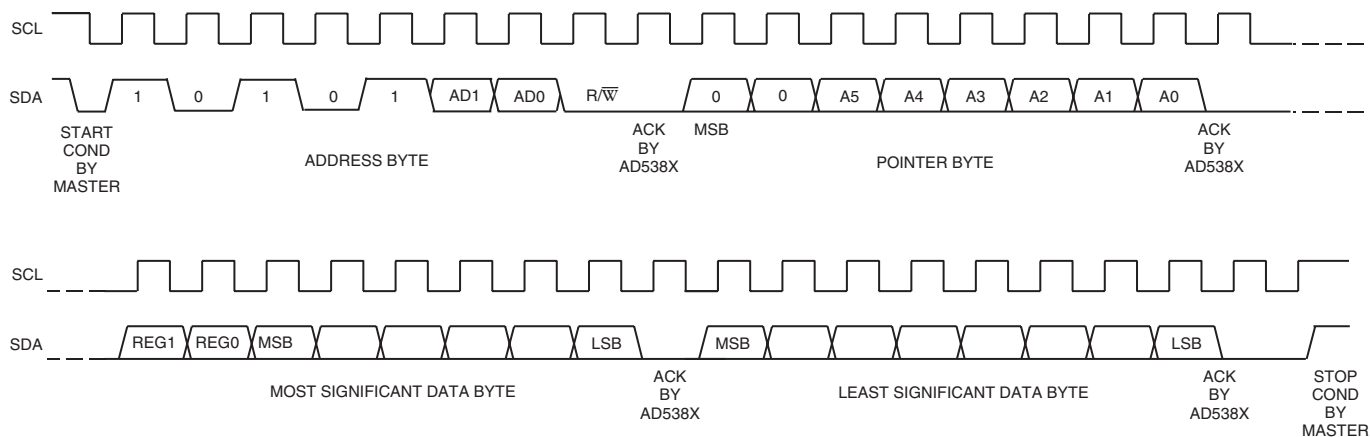 SCL
SDA 1 0 1 0 1 AD1 AD0 R/W̅ 0 0 A5 A4 A3 A2 A1 A0
START COND BY MASTER
ADDRESS BYTE
ACK BY AD538X
MSB
POINTER BYTE
ACK BY AD538X
SCL
SDA REG1 REG0 MSB LSB MSB LSB
MOST SIGNIFICANT DATA BYTE
ACK BY AD538X
LEAST SIGNIFICANT DATA BYTE
ACK BY AD538X
STOP COND BY MASTER